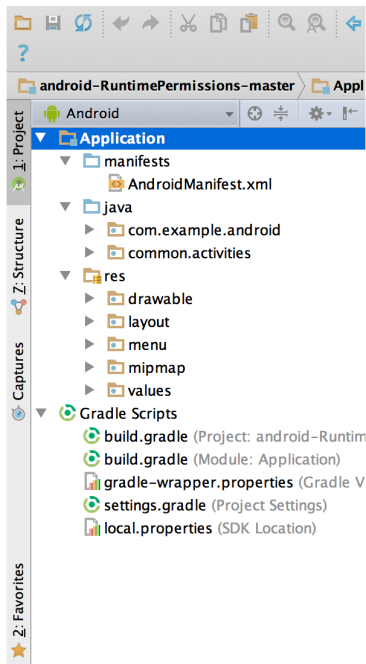 ?
android-RuntimePermissions-master Appl
Android
Application
manifests
AndroidManifest.xml
java
com.example.android
common.activities
res
drawable
layout
menu
mipmap
values
Gradle Scripts
build.gradle (Project: android-Runtim
build.gradle (Module: Application)
gradle-wrapper.properties (Gradle V
settings.gradle (Project Settings)
local.properties (SDK Location)
1: Project
Z: Structure
Captures
2: Favorites